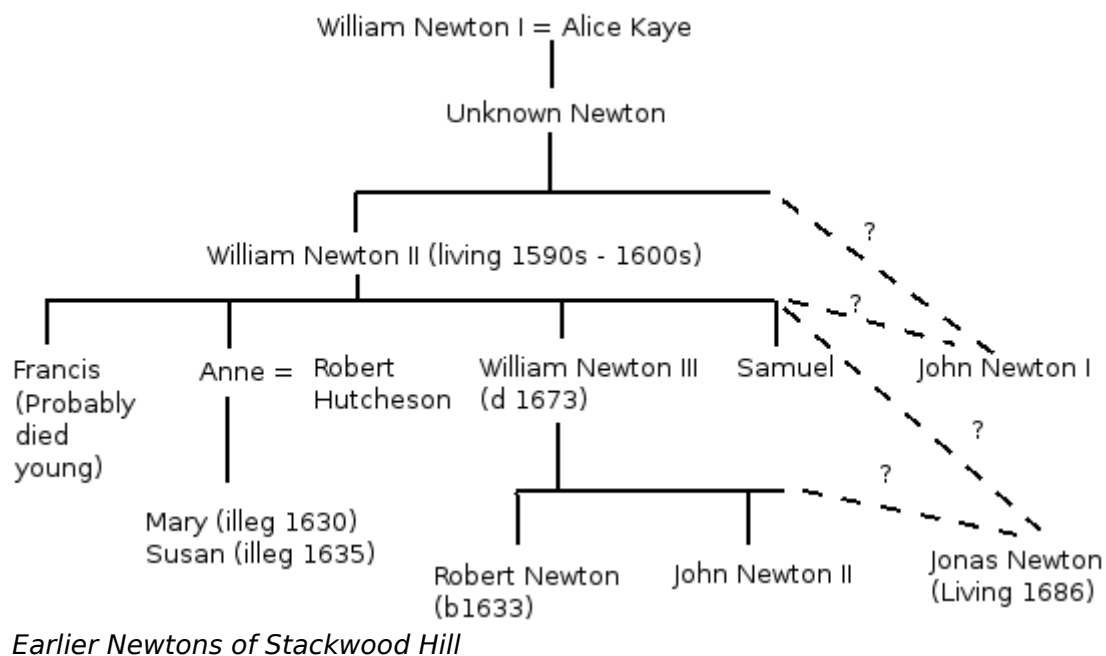 William Newton I = Alice Kaye
Unknown Newton
?
William Newton II (living 1590s - 1600s)
?
Francis
(Probably
died
young)
Anne =
Robert
Hutcheson
William Newton III
(d 1673)
Samuel
John Newton I
?
?
Mary (illeg 1630)
Susan (illeg 1635)
Robert Newton
(b1633)
John Newton II
Jonas Newton
(Living 1686)
Earlier Newtons of Stackwood Hill